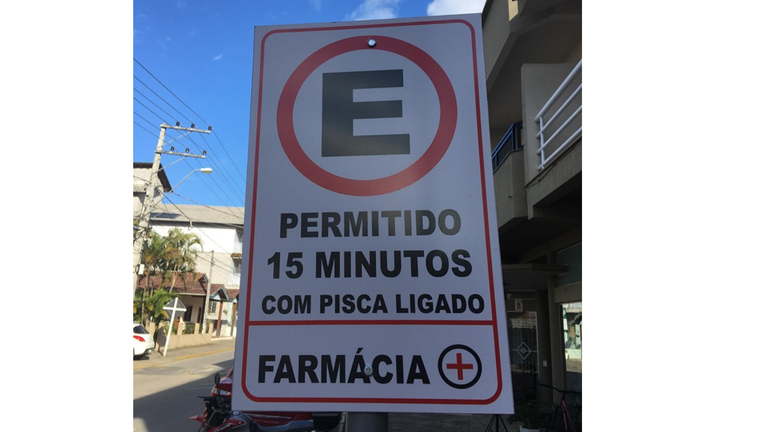 E
PERMITIDO
15 MINUTOS
COM PISCA LIGADO
FARMÁCIA